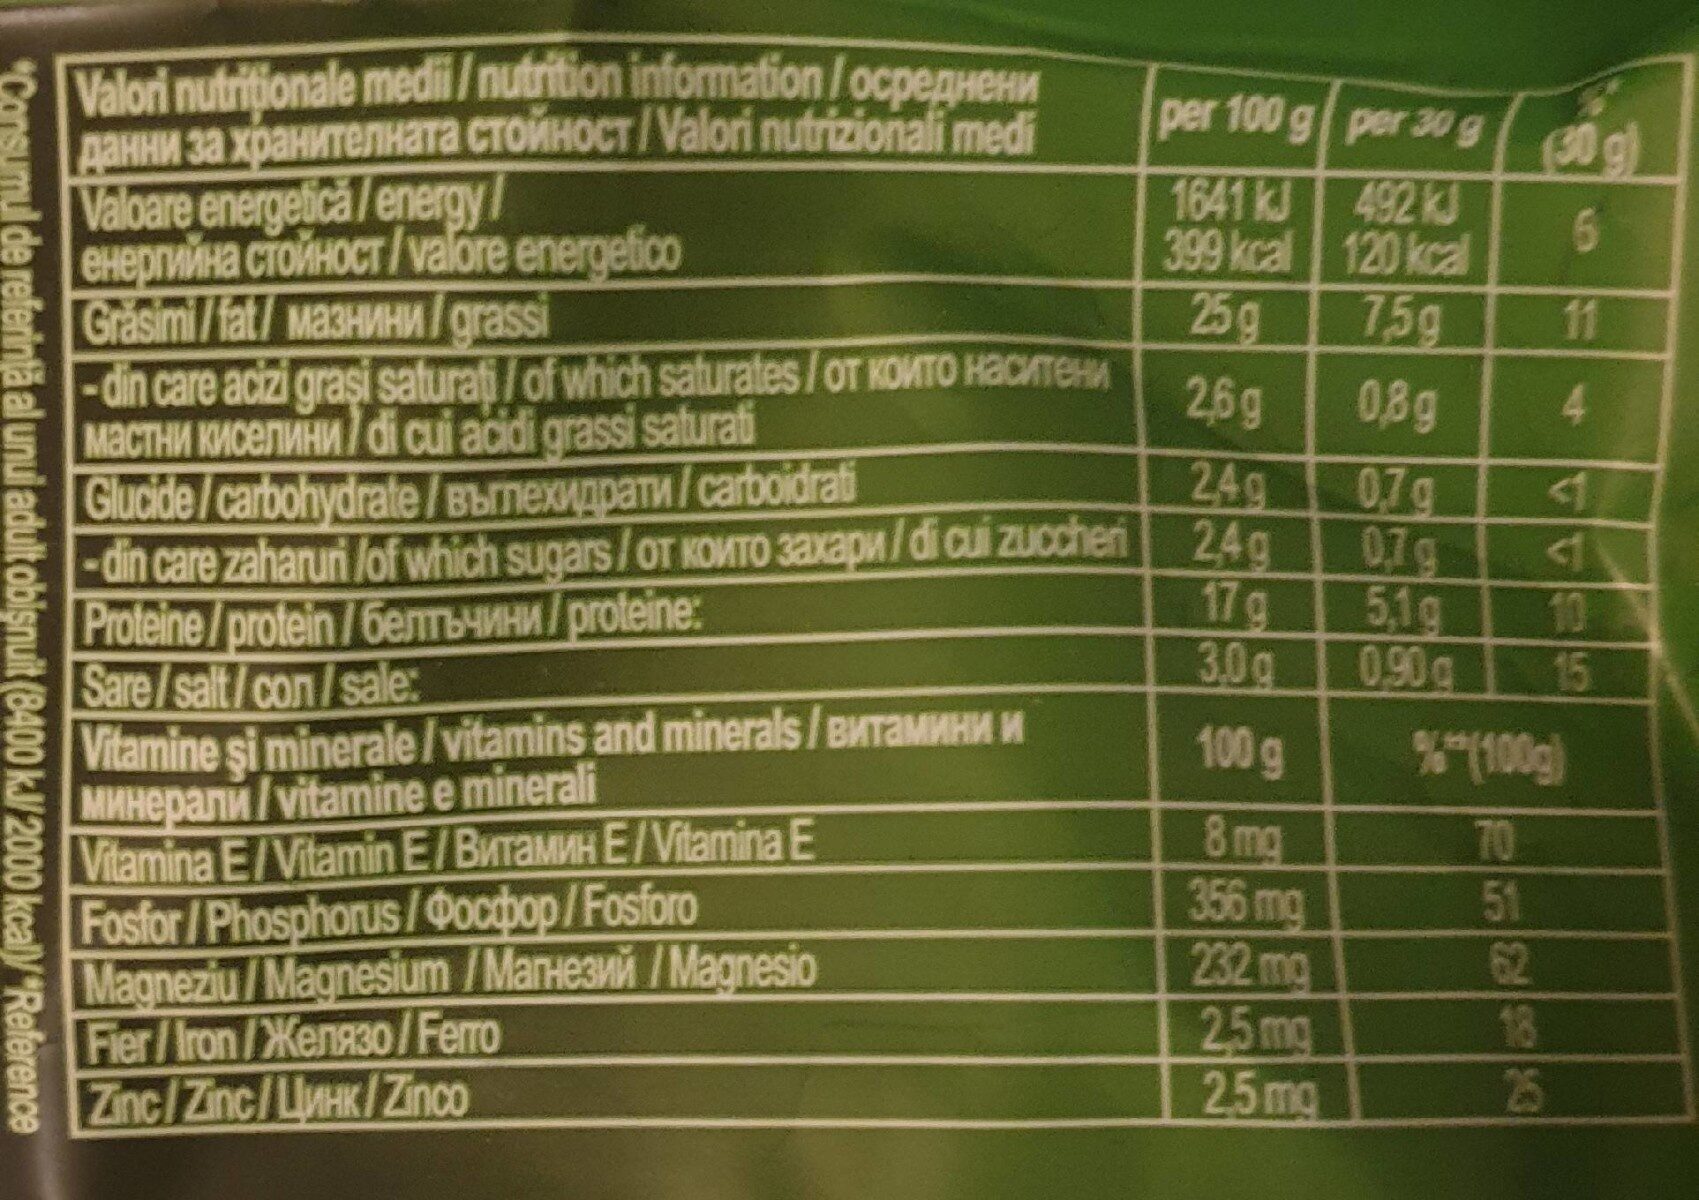 Valori nutriționale medii / nutrition information / осреднени
данни за хранителната стойност / Valori nutrizionali medi
per 100 g
per 30 g
%*
(30 g)
Valoare energetică / energy /
енергийна стойност / valore energetico
1641 kJ
399 kcal
492 kJ
120 kcal
6
Grăsimi / fat / мазнини / grassi
25 g
7,5 g
11
- din care acizi grași saturați / of which saturates / от които наситени
мастни киселини / di cui acidi grassi saturati
2,6 g
0,8 g
4
Glucide / carbohydrate / въглехидрати / carboidrati
2,4 g
0,7 g
<1
- din care zaharuri /of which sugars / от които захари / di cui zuccheri
2,4 g
0,7 g
<1
Proteine / protein / белтъчини / proteine:
17 g
5,1 g
10
Sare / salt / сол / sale:
3,0 g
0,90 g
15
Vitamine şi minerale / vitamins and minerals / витамини и
минерали / vitamine e minerali
100 g
%**(100g)
Vitamina E / Vitamin E / Витамин E / Vitamina E
8 mg
70
Fosfor / Phosphorus / Фосфор / Fosforo
356 mg
51
Magneziu / Magnesium / Магнезий / Magnesio
232 mg
62
Fier / Iron / Желязо / Ferro
2,5 mg
18
Zinc / Zinc / Цинк / Zinco
2,5 mg
25
*Consumul de referință al unui adult obișnuit (8400 kJ/ 2000 kcal)/ *Reference